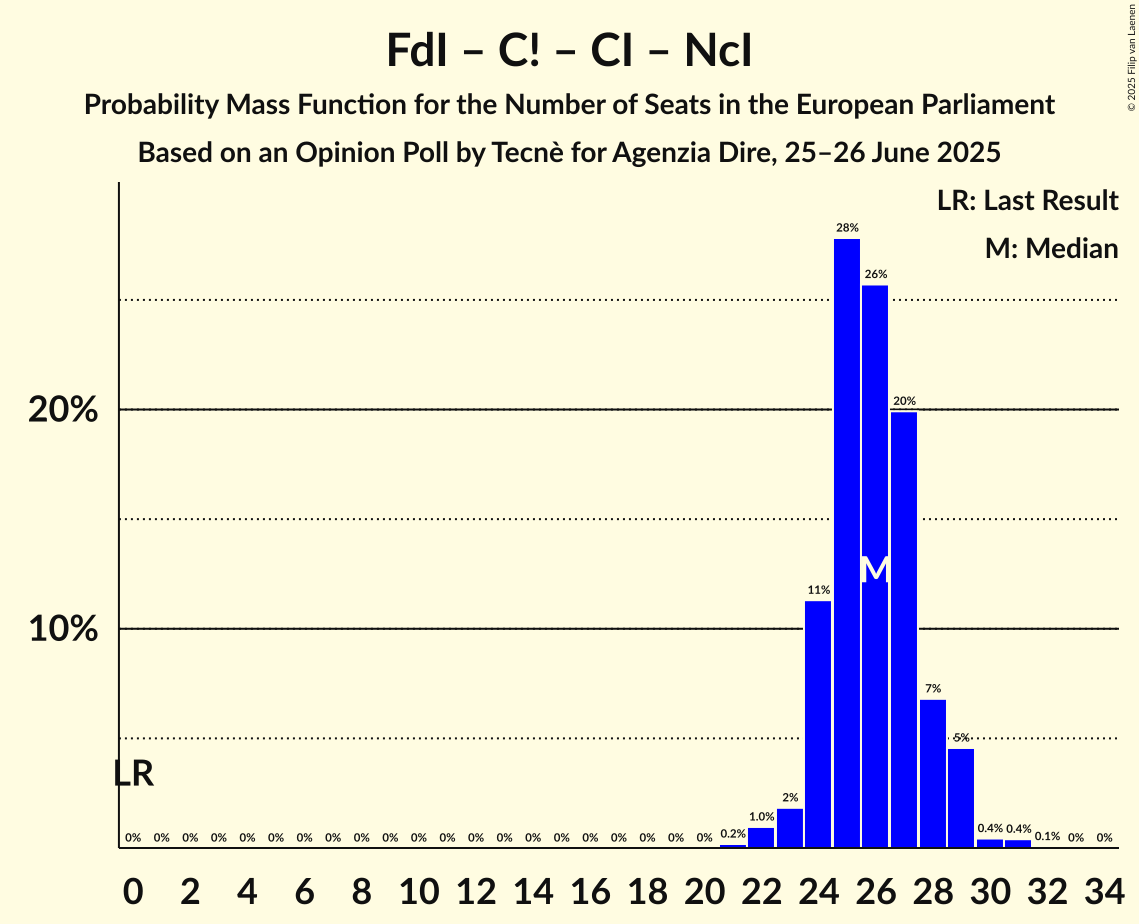 FdI – C! – CI – NcI
Probability Mass Function for the Number of Seats in the European Parliament
Based on an Opinion Poll by Tecnè for Agenzia Dire, 25–26 June 2025
© 2025 Filip van Laenen
LR: Last Result
M: Median
28%
26%
20%
20%
M
11%
10%
7%
5%
LR
2%
1.0%
0% 0% 0% 0% 0% 0% 0% 0% 0% 0% 0% 0% 0% 0% 0% 0% 0% 0% 0% 0% 0% 0.2% 0.4% 0.4% 0.1% 0% 0%
0 2 4 6 8 10 12 14 16 18 20 22 24 26 28 30 32 34